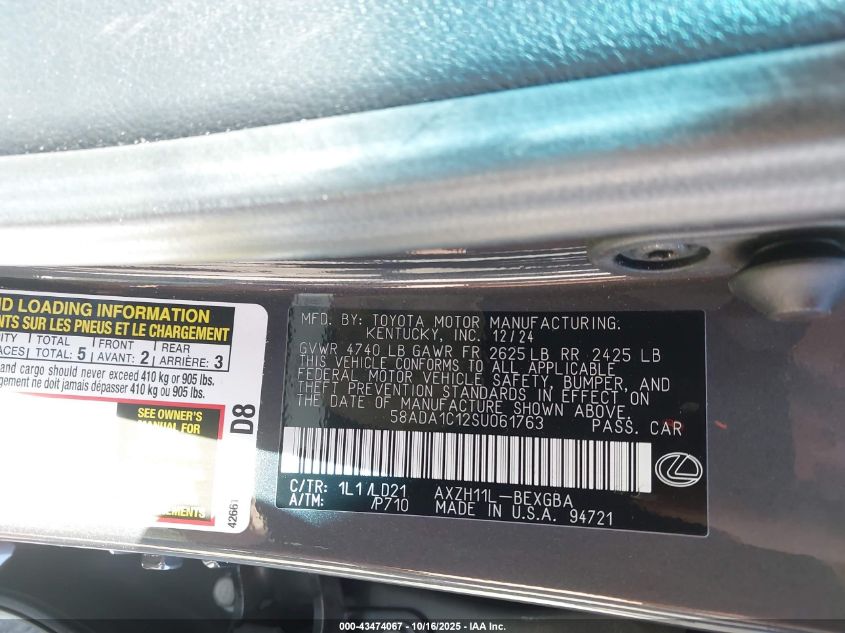 ND LOADING INFORMATION
NTS SUR LES PNEUS ET LE CHARGEMENT
CITY TOTAL FRONT REAR
ACES TOTAL: 5 AVANT: 2 ARRIÈRE: 3
and cargo should never exceed 410 kg or 905 lbs.
gement ne doit jamais dépasser 410 kg ou 905 lbs.
SEE OWNER'S
MANUAL FOR
D8
42661
MFD. BY: TOYOTA MOTOR MANUFACTURING,
KENTUCKY, INC. 12/24
GVWR 4740 LB GAWR FR 2625 LB RR 2425 LB
THIS VEHICLE CONFORMS TO ALL APPLICABLE
FEDERAL MOTOR VEHICLE SAFETY, BUMPER, AND
THEFT PREVENTION STANDARDS IN EFFECT ON
THE DATE OF MANUFACTURE SHOWN ABOVE.
58ADA1C12SU061763 PASS. CAR
C/TR: 1L1/LD21 AXZH11L-BEXGBA
A/TM: /P710 MADE IN U.S.A. 94721
000-43474067 - 10/16/2025 - IAA Inc.